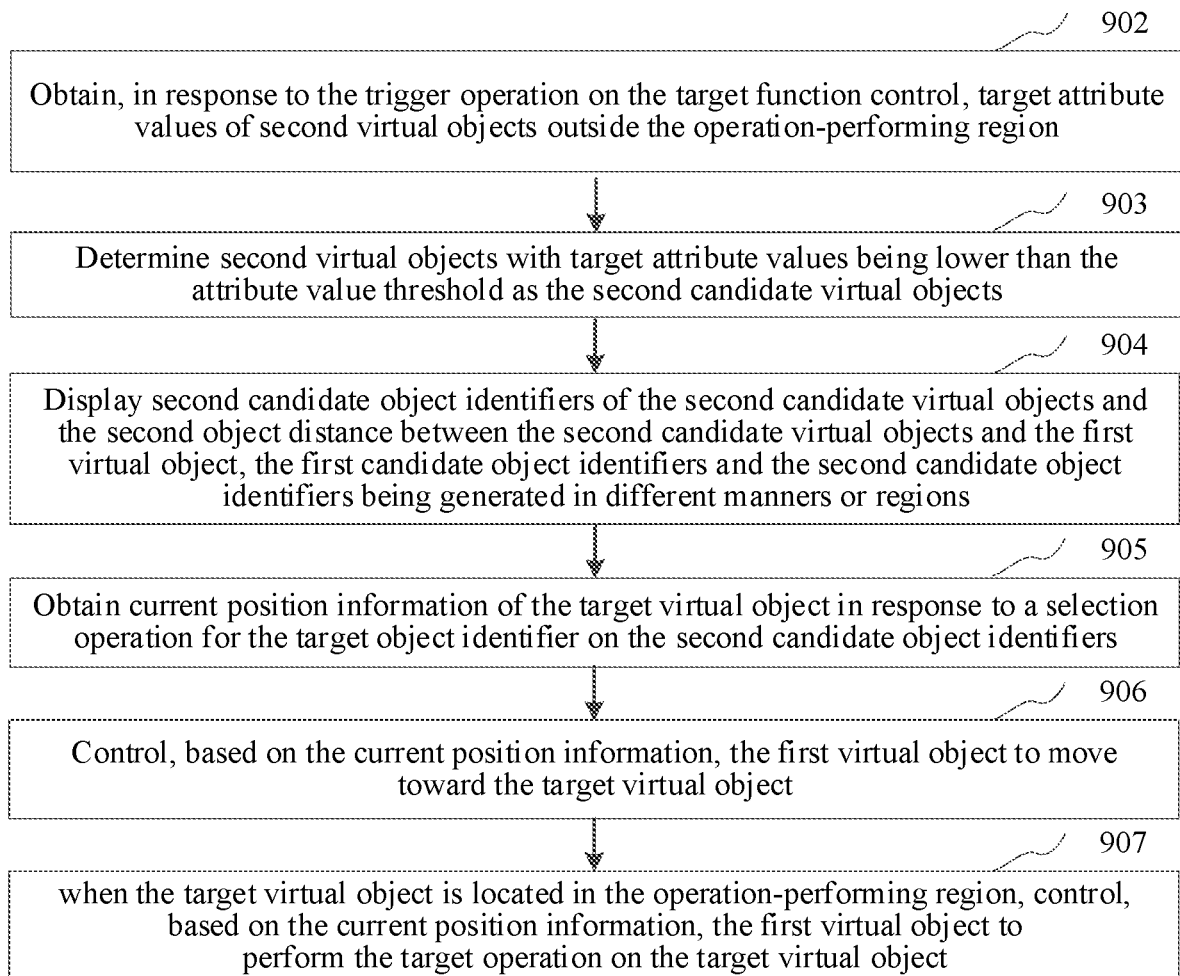 902
Obtain, in response to the trigger operation on the target function control, target attribute
values of second virtual objects outside the operation-performing region
903
Determine second virtual objects with target attribute values being lower than the
attribute value threshold as the second candidate virtual objects
904
Display second candidate object identifiers of the second candidate virtual objects and
the second object distance between the second candidate virtual objects and the first
virtual object, the first candidate object identifiers and the second candidate object
identifiers being generated in different manners or regions
905
Obtain current position information of the target virtual object in response to a selection
operation for the target object identifier on the second candidate object identifiers
906
Control, based on the current position information, the first virtual object to move
toward the target virtual object
907
when the target virtual object is located in the operation-performing region, control,
based on the current position information, the first virtual object to
perform the target operation on the target virtual object